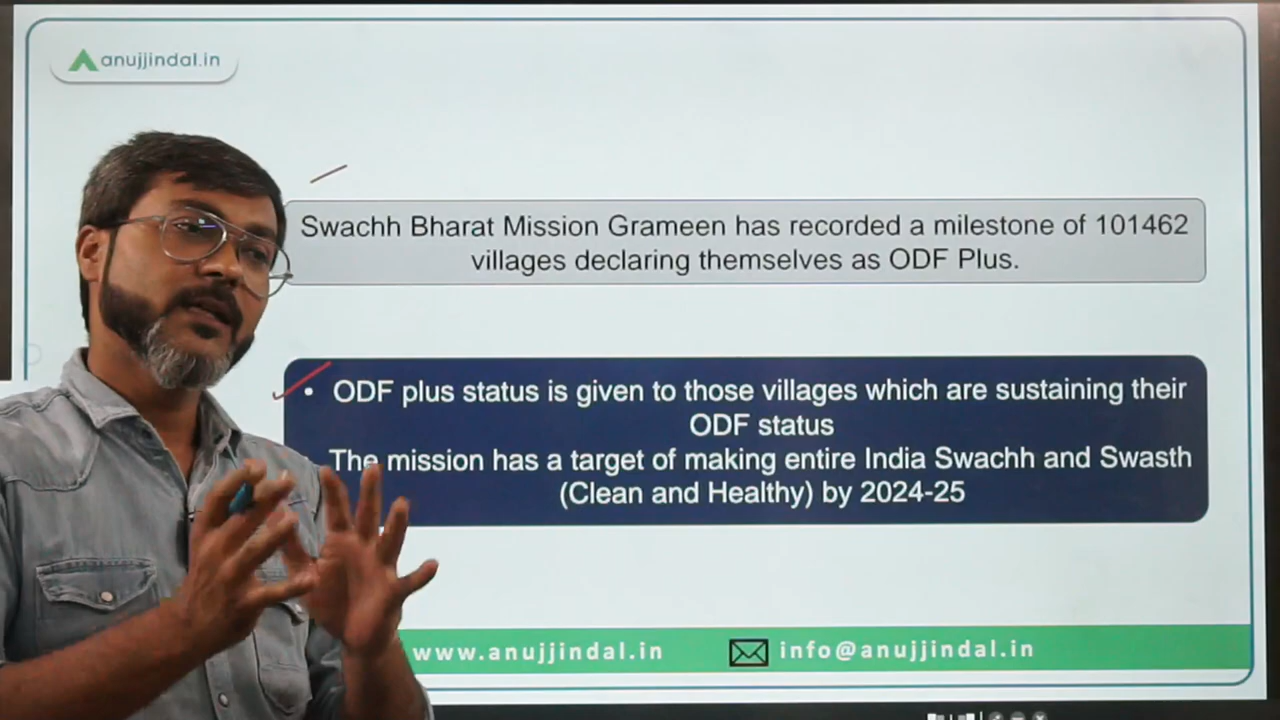 anujjindal.in
Swachh Bharat Mission Grameen has recorded a milestone of 101462
villages declaring themselves as ODF Plus.
• ODF plus status is given to those villages which are sustaining their
ODF status
The mission has a target of making entire India Swachh and Swasth
(Clean and Healthy) by 2024-25
www.anujjindal.in
info@anujjindal.in